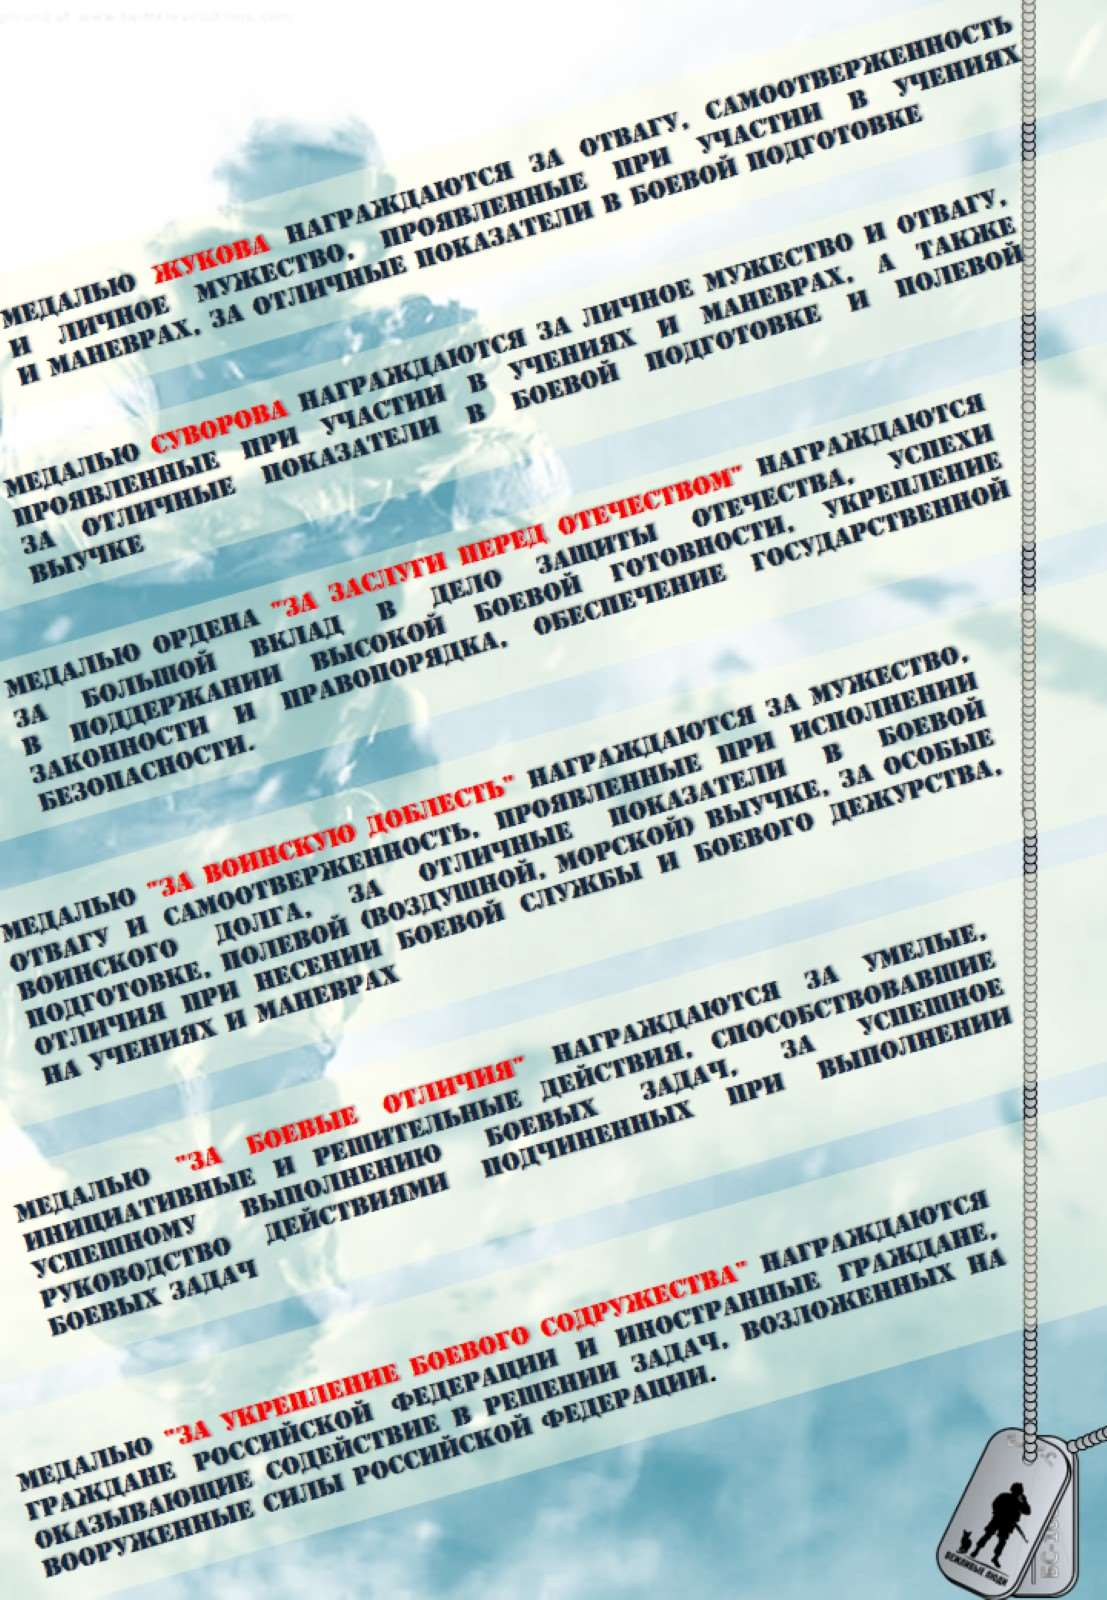 МЕДАЛЬЮ ЖУКОВА НАГРАЖДАЮТСЯ ЗА ОТВАГУ, САМООТВЕРЖЕННОСТЬ
И ЛИЧНОЕ МУЖЕСТВО, ПРОЯВЛЕННЫЕ ПРИ УЧАСТИИ В УЧЕНИЯХ
И МАНЕВРАХ, ЗА ОТЛИЧНЫЕ ПОКАЗАТЕЛИ В БОЕВОЙ ПОДГОТОВКЕ
МЕДАЛЬЮ СУВОРОВА НАГРАЖДАЮТСЯ ЗА ЛИЧНОЕ МУЖЕСТВО И ОТВАГУ,
ПРОЯВЛЕННЫЕ ПРИ УЧАСТИИ В УЧЕНИЯХ И МАНЕВРАХ, А ТАКЖЕ
ЗА ОТЛИЧНЫЕ ПОКАЗАТЕЛИ В БОЕВОЙ ПОДГОТОВКЕ И ПОЛЕВОЙ
ВЫУЧКЕ
МЕДАЛЬЮ ОРДЕНА "ЗА ЗАСЛУГИ ПЕРЕД ОТЕЧЕСТВОМ" НАГРАЖДАЮТСЯ
ЗА БОЛЬШОЙ ВКЛАД В ДЕЛО ЗАЩИТЫ ОТЕЧЕСТВА, УСПЕХИ
В ПОДДЕРЖАНИИ ВЫСОКОЙ БОЕВОЙ ГОТОВНОСТИ, УКРЕПЛЕНИЕ
ЗАКОННОСТИ И ПРАВОПОРЯДКА, ОБЕСПЕЧЕНИЕ ГОСУДАРСТВЕННОЙ
БЕЗОПАСНОСТИ.
МЕДАЛЬЮ "ЗА ВОИНСКУЮ ДОБЛЕСТЬ" НАГРАЖДАЮТСЯ ЗА МУЖЕСТВО,
ОТВАГУ И САМООТВЕРЖЕННОСТЬ, ПРОЯВЛЕННЫЕ ПРИ ИСПОЛНЕНИИ
ВОИНСКОГО ДОЛГА, ЗА ОТЛИЧНЫЕ ПОКАЗАТЕЛИ В БОЕВОЙ
ПОДГОТОВКЕ, ПОЛЕВОЙ (ВОЗДУШНОЙ, МОРСКОЙ) ВЫУЧКЕ, ЗА ОСОБЫЕ
ОТЛИЧИЯ ПРИ НЕСЕНИИ БОЕВОЙ СЛУЖБЫ И БОЕВОГО ДЕЖУРСТВА,
НА УЧЕНИЯХ И МАНЕВРАХ
МЕДАЛЬЮ "ЗА БОЕВЫЕ ОТЛИЧИЯ" НАГРАЖДАЮТСЯ ЗА УМЕЛЫЕ,
ИНИЦИАТИВНЫЕ И РЕШИТЕЛЬНЫЕ ДЕЙСТВИЯ, СПОСОБСТВОВАВШИЕ
УСПЕШНОМУ ВЫПОЛНЕНИЮ БОЕВЫХ ЗАДАЧ, ЗА УСПЕШНОЕ
РУКОВОДСТВО ДЕЙСТВИЯМИ ПОДЧИНЕННЫХ ПРИ ВЫПОЛНЕНИИ
БОЕВЫХ ЗАДАЧ
МЕДАЛЬЮ "ЗА УКРЕПЛЕНИЕ БОЕВОГО СОДРУЖЕСТВА" НАГРАЖДАЮТСЯ
ГРАЖДАНЕ РОССИЙСКОЙ ФЕДЕРАЦИИ И ИНОСТРАННЫЕ ГРАЖДАНЕ,
ОКАЗЫВАЮЩИЕ СОДЕЙСТВИЕ В РЕШЕНИИ ЗАДАЧ, ВОЗЛОЖЕННЫХ НА
ВООРУЖЕННЫЕ СИЛЫ РОССИЙСКОЙ ФЕДЕРАЦИИ.
ВЕЖЛИВЫЕ ЛЮДИ